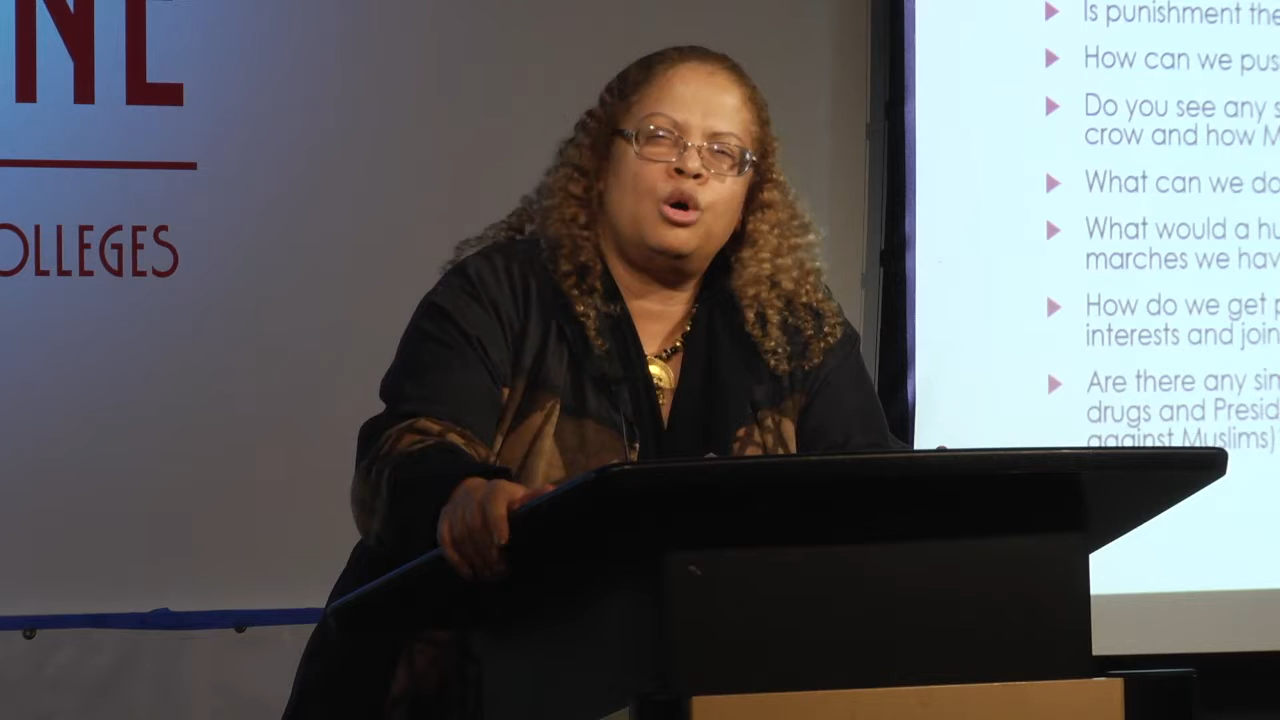 NE
OLLEGES
Is punishment the
How can we pus
Do you see any s
crow and how M
What can we do
What would a hu
marches we hav
How do we get p
interests and join
Are there any sim
drugs and Presid
against Muslims)